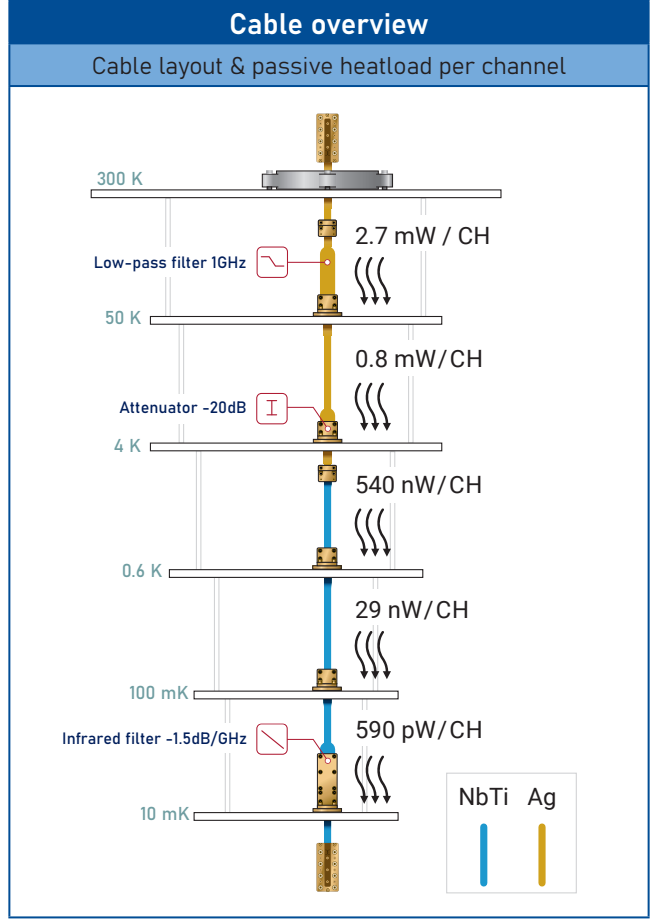 Cable overview
Cable layout & passive heatload per channel
300 K
2.7 mW / CH
Low-pass filter 1GHz
50 K
0.8 mW/CH
Attenuator -20dB
4 K
540 nW/CH
0.6 K
29 nW/CH
100 mK
590 pW/CH
Infrared filter -1.5dB/GHz
NbTi Ag
10 mK